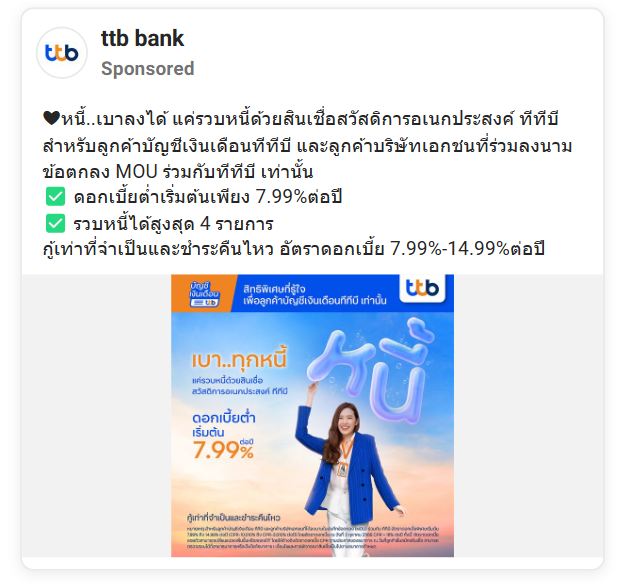 ttb bank
ttb
Sponsored
🖤หนี้..เบาลงได้ แค่รวบหนี้ด้วยสินเชื่อสวัสดิการอเนกประสงค์ ทีทีบี
สำหรับลูกค้าบัญชีเงินเดือนทีทีบี และลูกค้าบริษัทเอกชนที่ร่วมลงนาม
ข้อตกลง MOU ร่วมกับทีทีบี เท่านั้น
✅ ดอกเบี้ยต่ำเริ่มต้นเพียง 7.99%ต่อปี
✅ รวบหนี้ได้สูงสุด 4 รายการ
กู้เท่าที่จำเป็นและชำระคืนไหว อัตราดอกเบี้ย 7.99%-14.99%ต่อปี
บัญชี
เงินเดือน
ttb
สิทธิพิเศษที่รู้ใจ
เพื่อลูกค้าบัญชีเงินเดือนทีทีบี เท่านั้น
ttb
หนี้
เบา..ทุกหนี้
แค่รวบหนี้ด้วยสินเชื่อ
สวัสดิการอเนกประสงค์ ทีทีบี
ดอกเบี้ยต่ำ
เริ่มต้น
7.99% ต่อปี
กู้เท่าที่จำเป็นและชำระคืนไหว